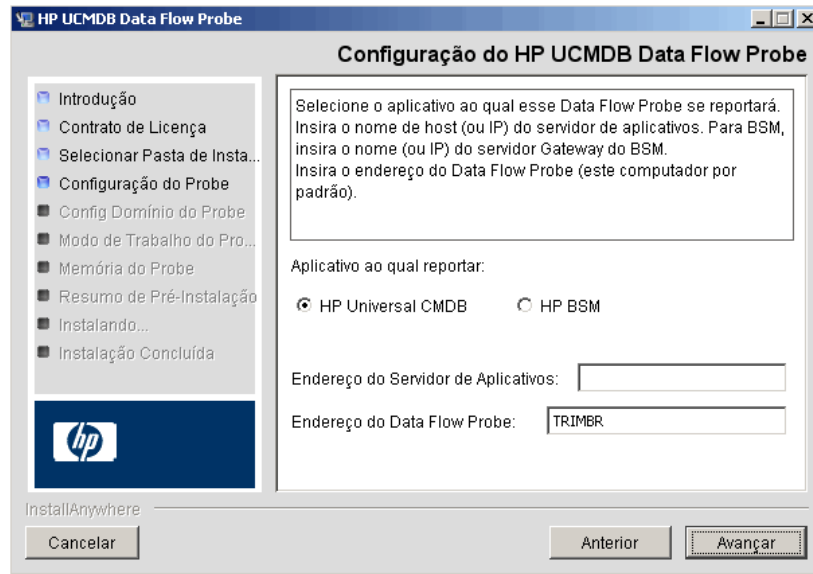 HP UCMDB Data Flow Probe
Configuração do HP UCMDB Data Flow Probe
Introdução
Contrato de Licença
Selecionar Pasta de Insta...
Configuração do Probe
Config Domínio do Probe
Modo de Trabalho do Pro...
Memória do Probe
Resumo de Pré-Instalação
Instalando...
Instalação Concluída
hp
Selecione o aplicativo ao qual esse Data Flow Probe se reportará.
Insira o nome de host (ou IP) do servidor de aplicativos. Para BSM,
insira o nome (ou IP) do servidor Gateway do BSM.
Insira o endereço do Data Flow Probe (este computador por
padrão).
Aplicativo ao qual reportar:
HP Universal CMDB HP BSM
Endereço do Servidor de Aplicativos:
Endereço do Data Flow Probe: TRIMBR
InstallAnywhere
Cancelar Anterior Avançar